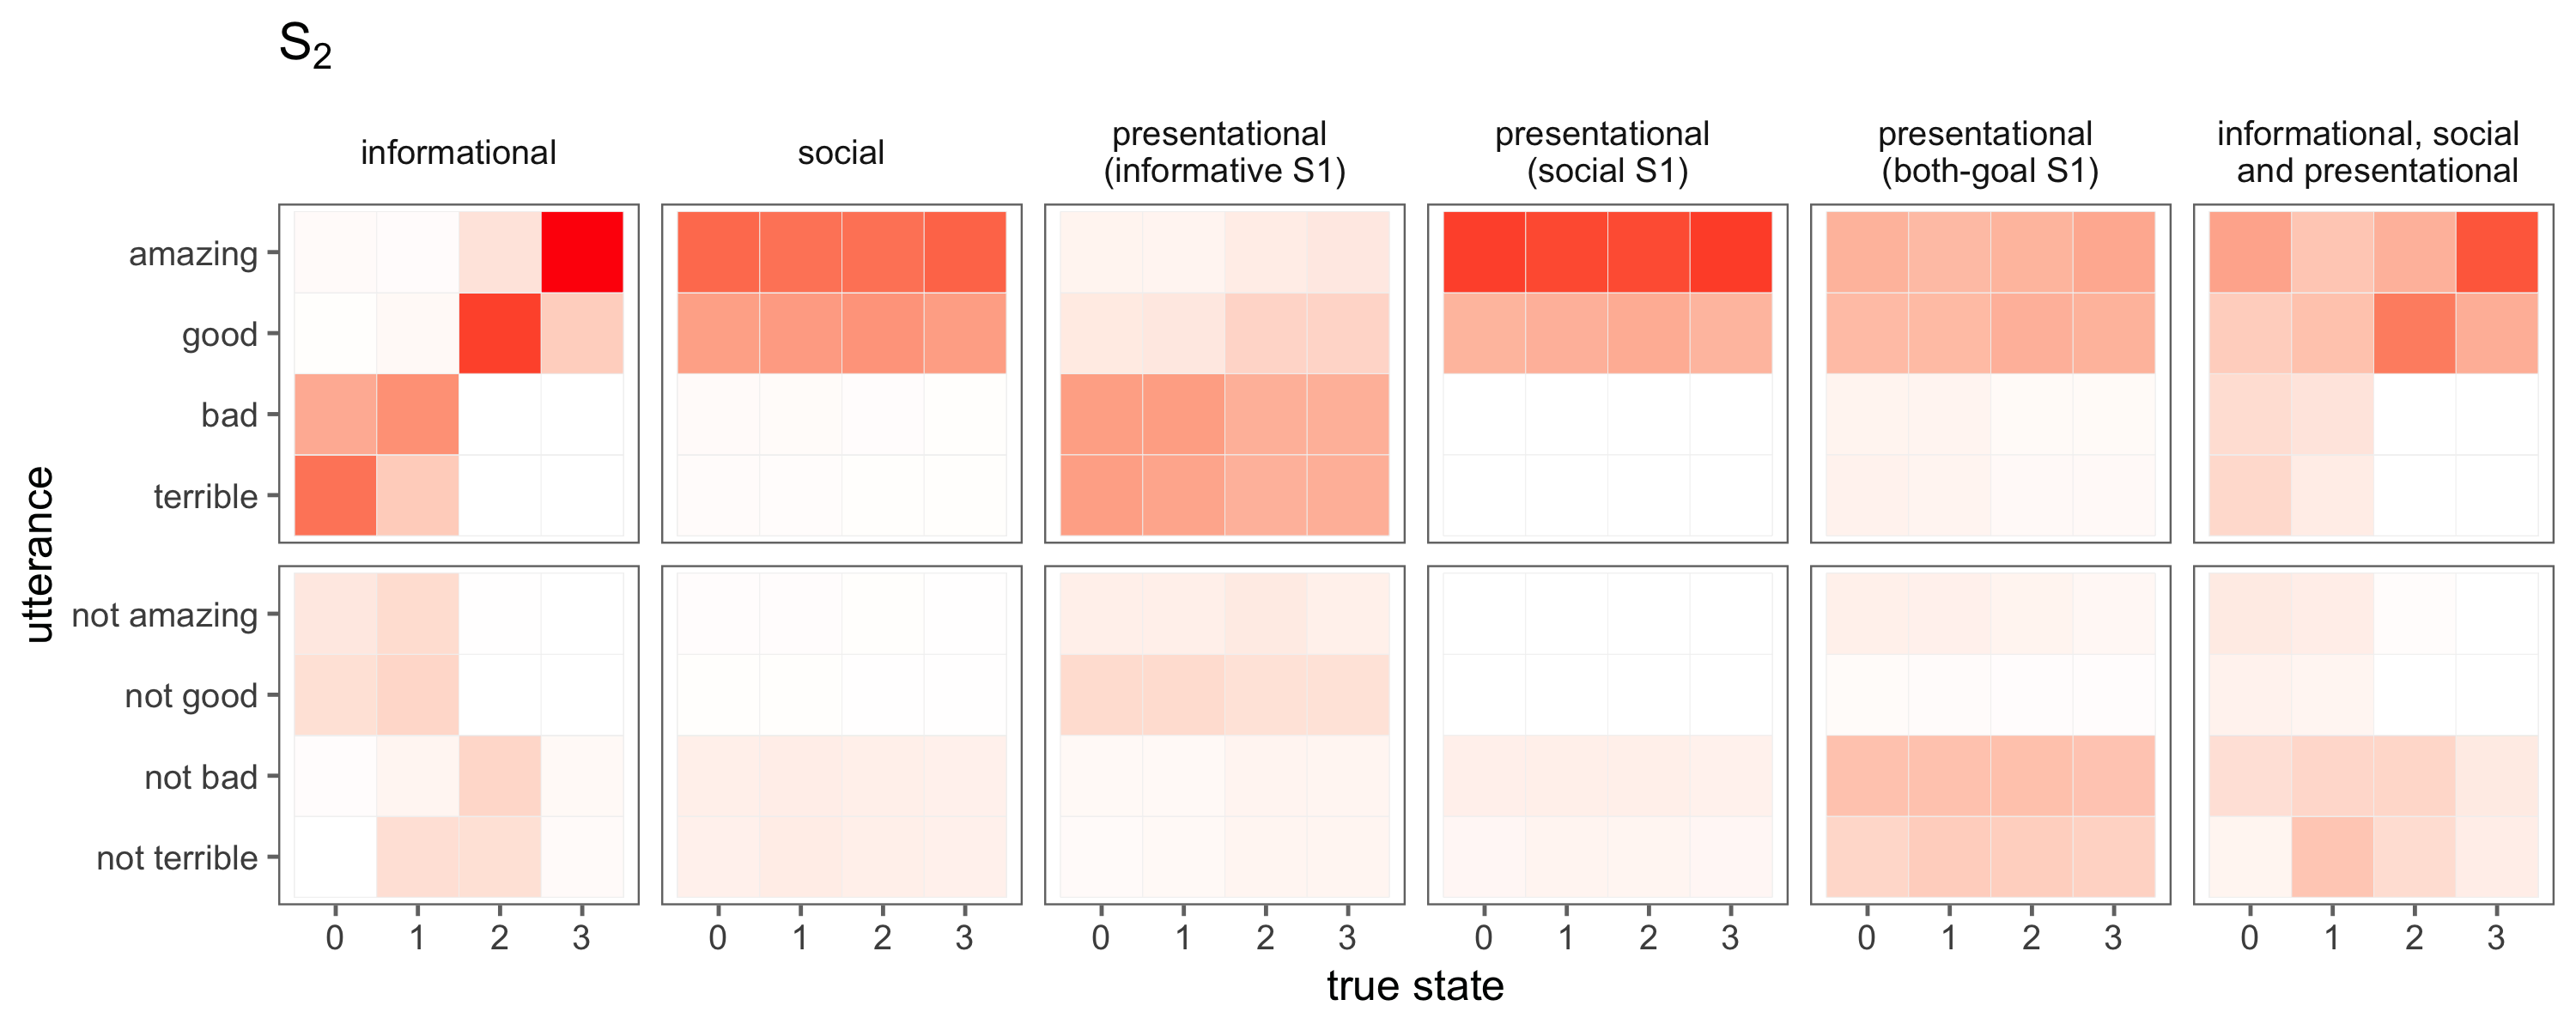 S₂
informational
social
presentational
(informative S1)
presentational
(social S1)
presentational
(both-goal S1)
informational, social
and presentational
utterance
amazing
good
bad
terrible
not amazing
not good
not bad
not terrible
0 1 2 3
0 1 2 3
0 1 2 3
0 1 2 3
0 1 2 3
0 1 2 3
true state